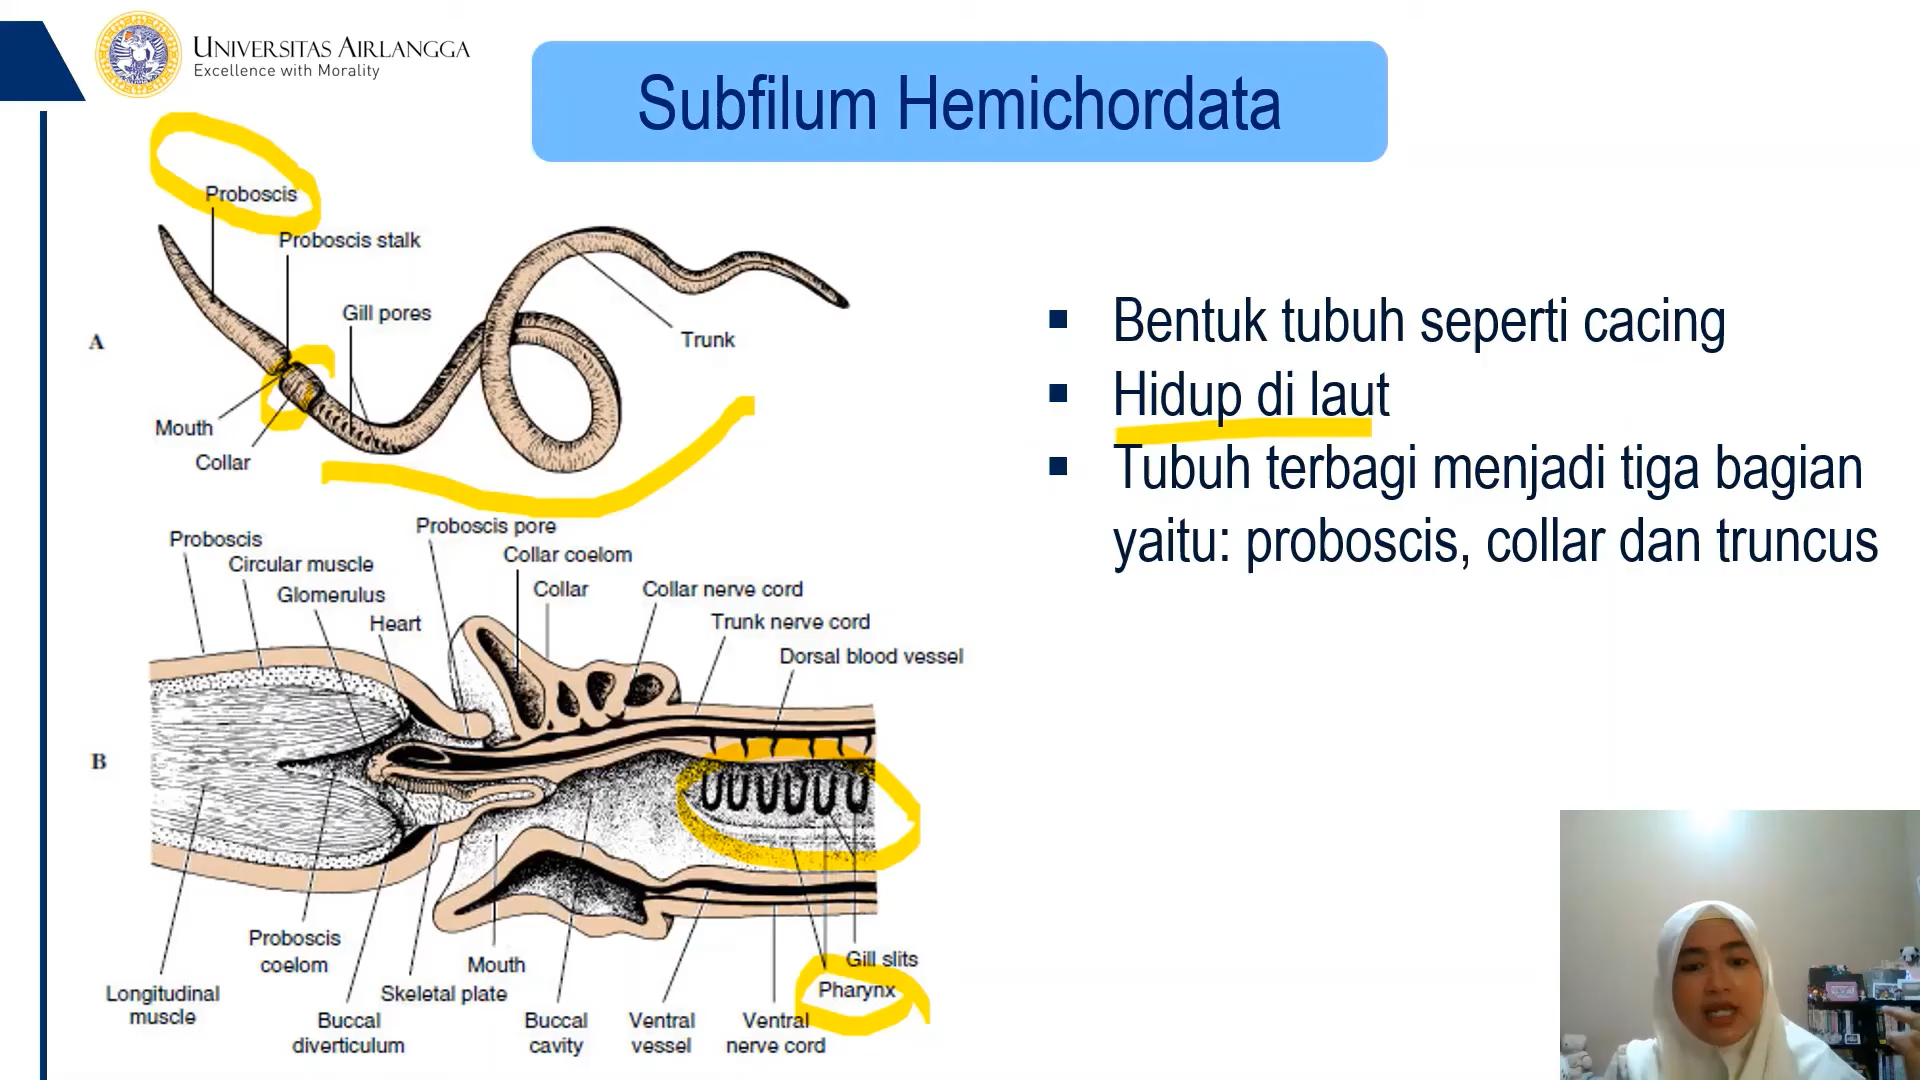 UNIVERSITAS AIRLANGGA
Excellence with Morality
Subfilum Hemichordata
Proboscis
Proboscis stalk
Gill pores
Trunk
A
Mouth
Collar
▪ Bentuk tubuh seperti cacing
▪ Hidup di laut
▪ Tubuh terbagi menjadi tiga bagian
yaitu: proboscis, collar dan truncus
Proboscis pore
Proboscis
Collar coelom
Circular muscle
Collar
Collar nerve cord
Glomerulus
Heart
Trunk nerve cord
Dorsal blood vessel
B
Proboscis
coelom
Mouth
Gill slits
Longitudinal
muscle
Skeletal plate
Pharynx
Buccal
diverticulum
Buccal
cavity
Ventral
vessel
Ventral
nerve cord